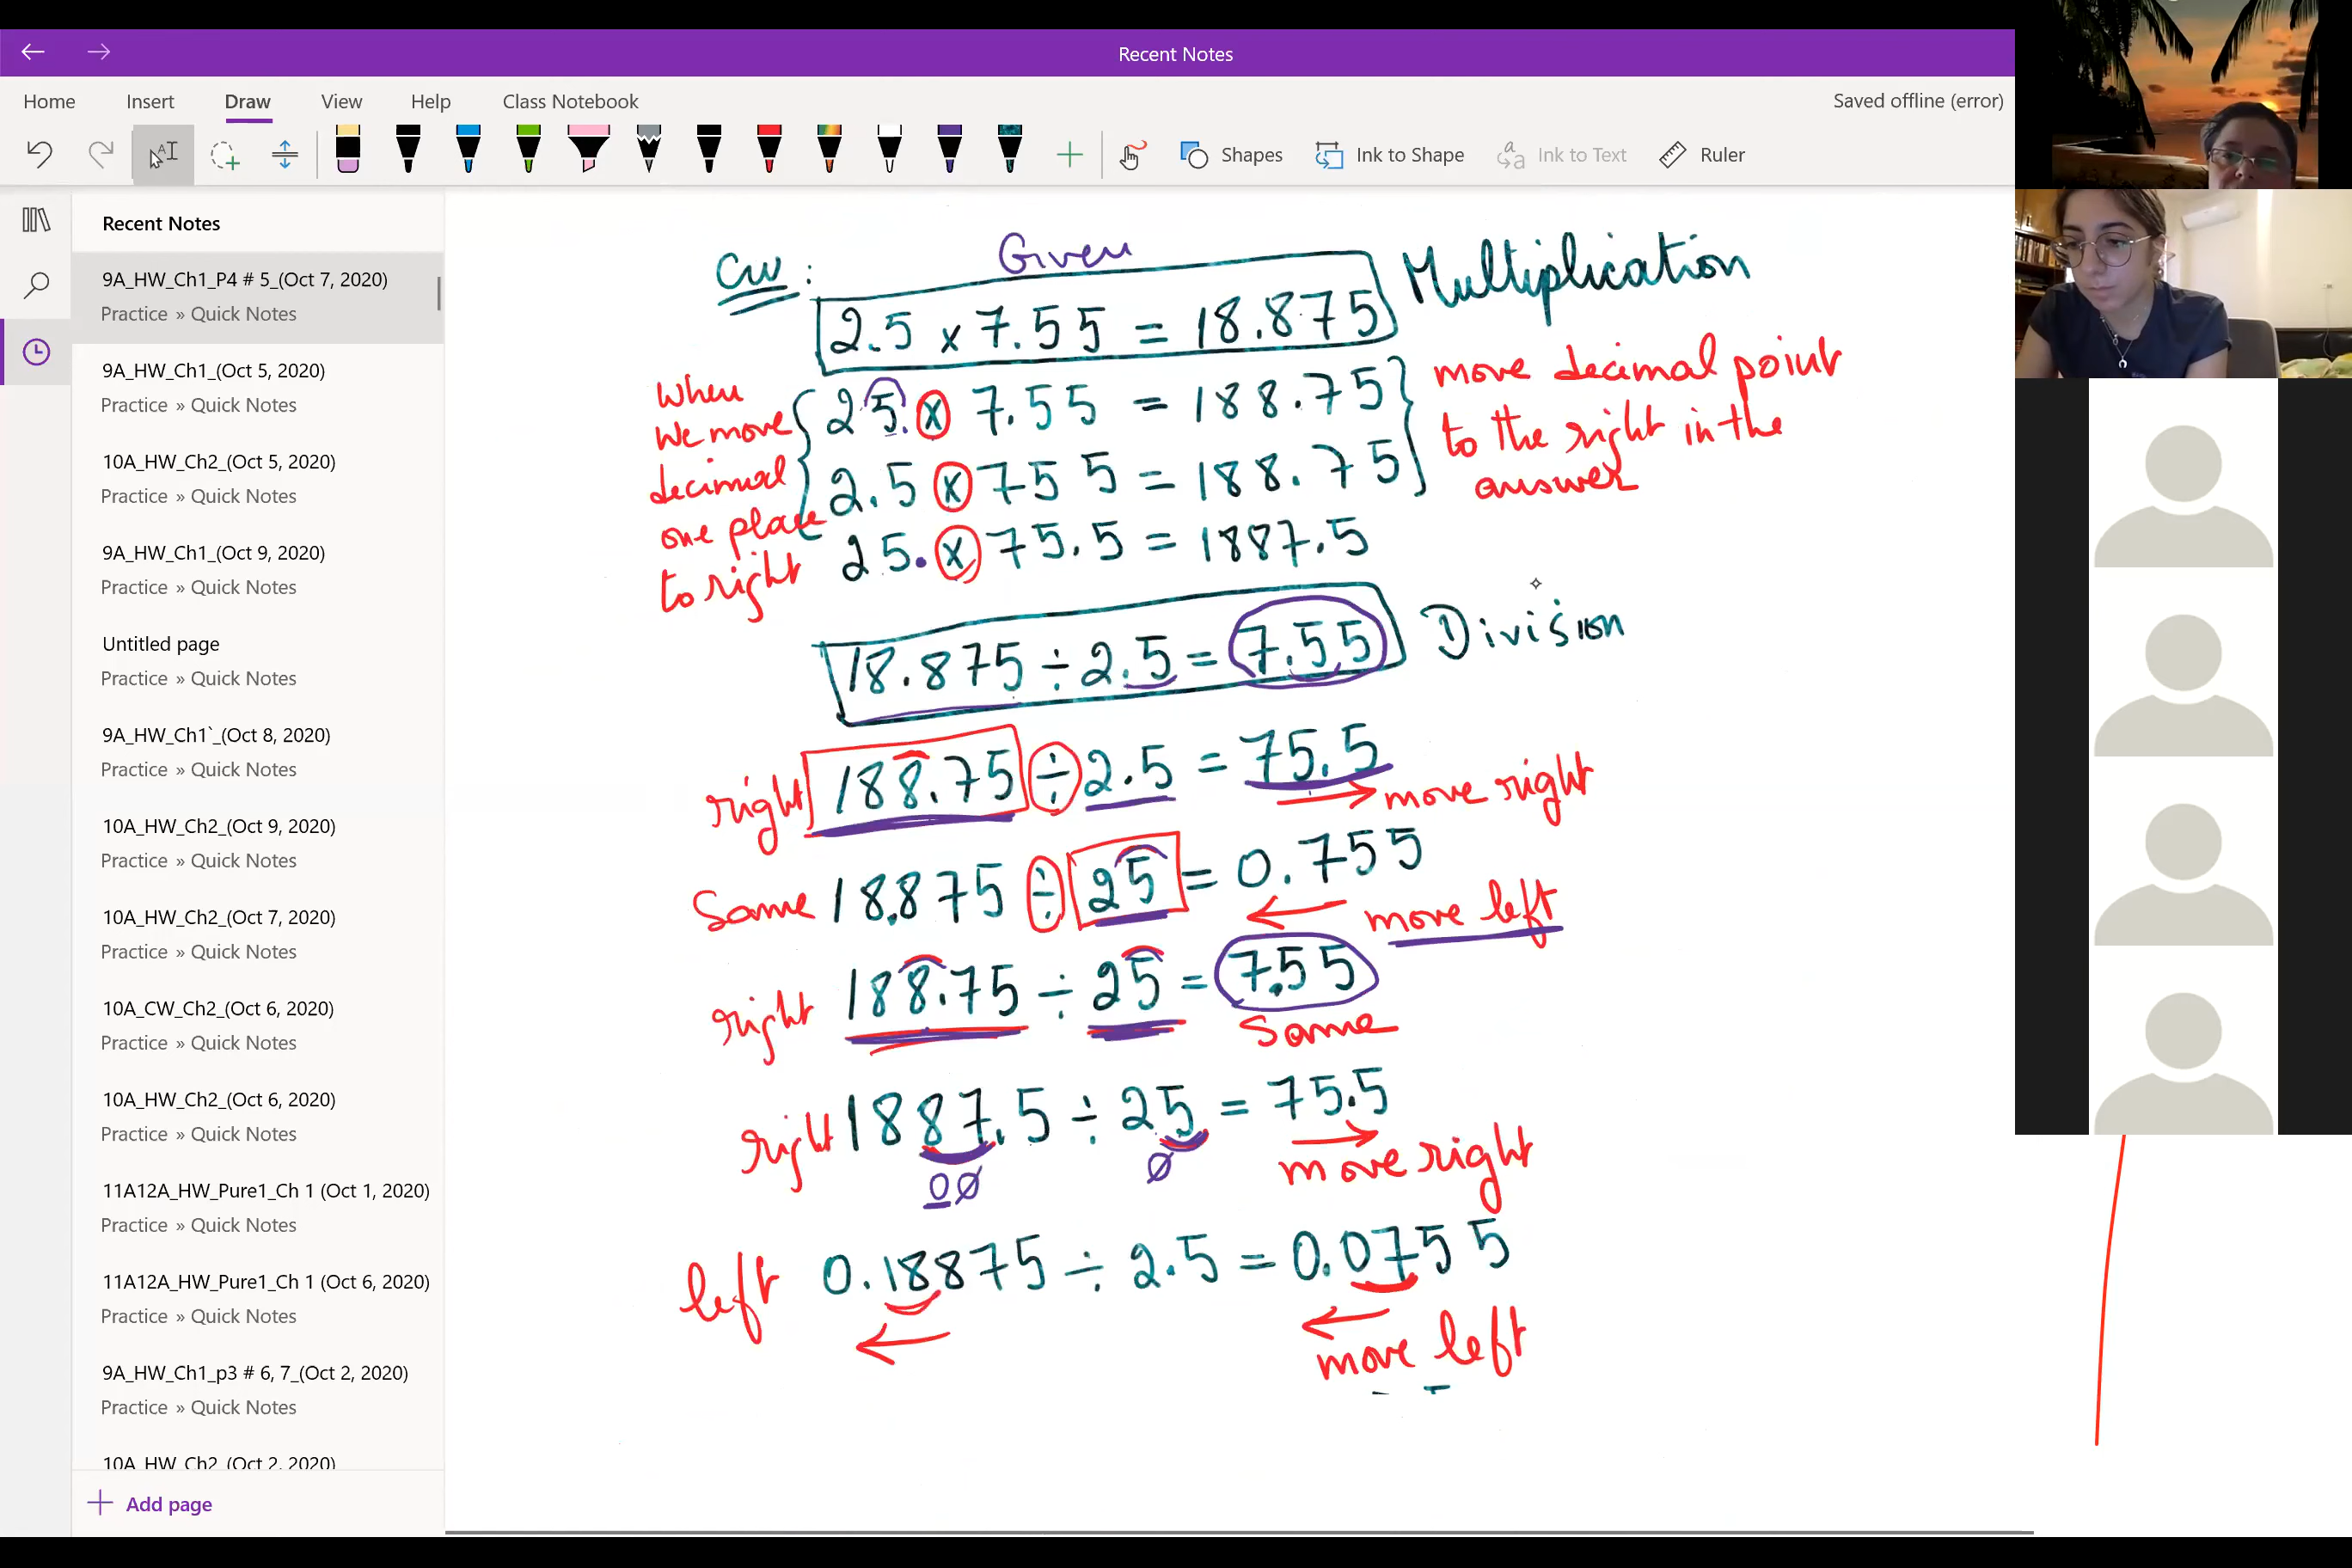 Recent Notes
Home Insert Draw View Help Class Notebook Saved offline (error)
Shapes Ink to Shape Ink to Text Ruler
Recent Notes
9A_HW_Ch1_P4 # 5_(Oct 7, 2020)
Practice » Quick Notes
9A_HW_Ch1_(Oct 5, 2020)
Practice » Quick Notes
10A_HW_Ch2_(Oct 5, 2020)
Practice » Quick Notes
9A_HW_Ch1_(Oct 9, 2020)
Practice » Quick Notes
Untitled page
Practice » Quick Notes
9A_HW_Ch1`_(Oct 8, 2020)
Practice » Quick Notes
10A_HW_Ch2_(Oct 9, 2020)
Practice » Quick Notes
10A_HW_Ch2_(Oct 7, 2020)
Practice » Quick Notes
10A_CW_Ch2_(Oct 6, 2020)
Practice » Quick Notes
10A_HW_Ch2_(Oct 6, 2020)
Practice » Quick Notes
11A12A_HW_Pure1_Ch 1 (Oct 1, 2020)
Practice » Quick Notes
11A12A_HW_Pure1_Ch 1 (Oct 6, 2020)
Practice » Quick Notes
9A_HW_Ch1_p3 # 6, 7_(Oct 2, 2020)
Practice » Quick Notes
10A_HW_Ch2_(Oct 2, 2020)
Add page
CW: Given
2.5 x 7.55 = 18.875 Multiplication
When we move decimal one place to right
25. x 7.55 = 188.75
2.5 x 75 5 = 188.75
move decimal point
to the right in the
answer
25. x 75.5 = 1887.5
18.875 ÷ 2.5 = 7.55 Division
right 188.75 ÷ 2.5 = 75.5 move right
Same 18.875 ÷ 25 = 0.755
move left
right 188.75 ÷ 25 = 7.55
Same
right 1887.5 ÷ 25 = 75.5
00 0
move right
left 0.18875 ÷ 2.5 = 0.0755
move left